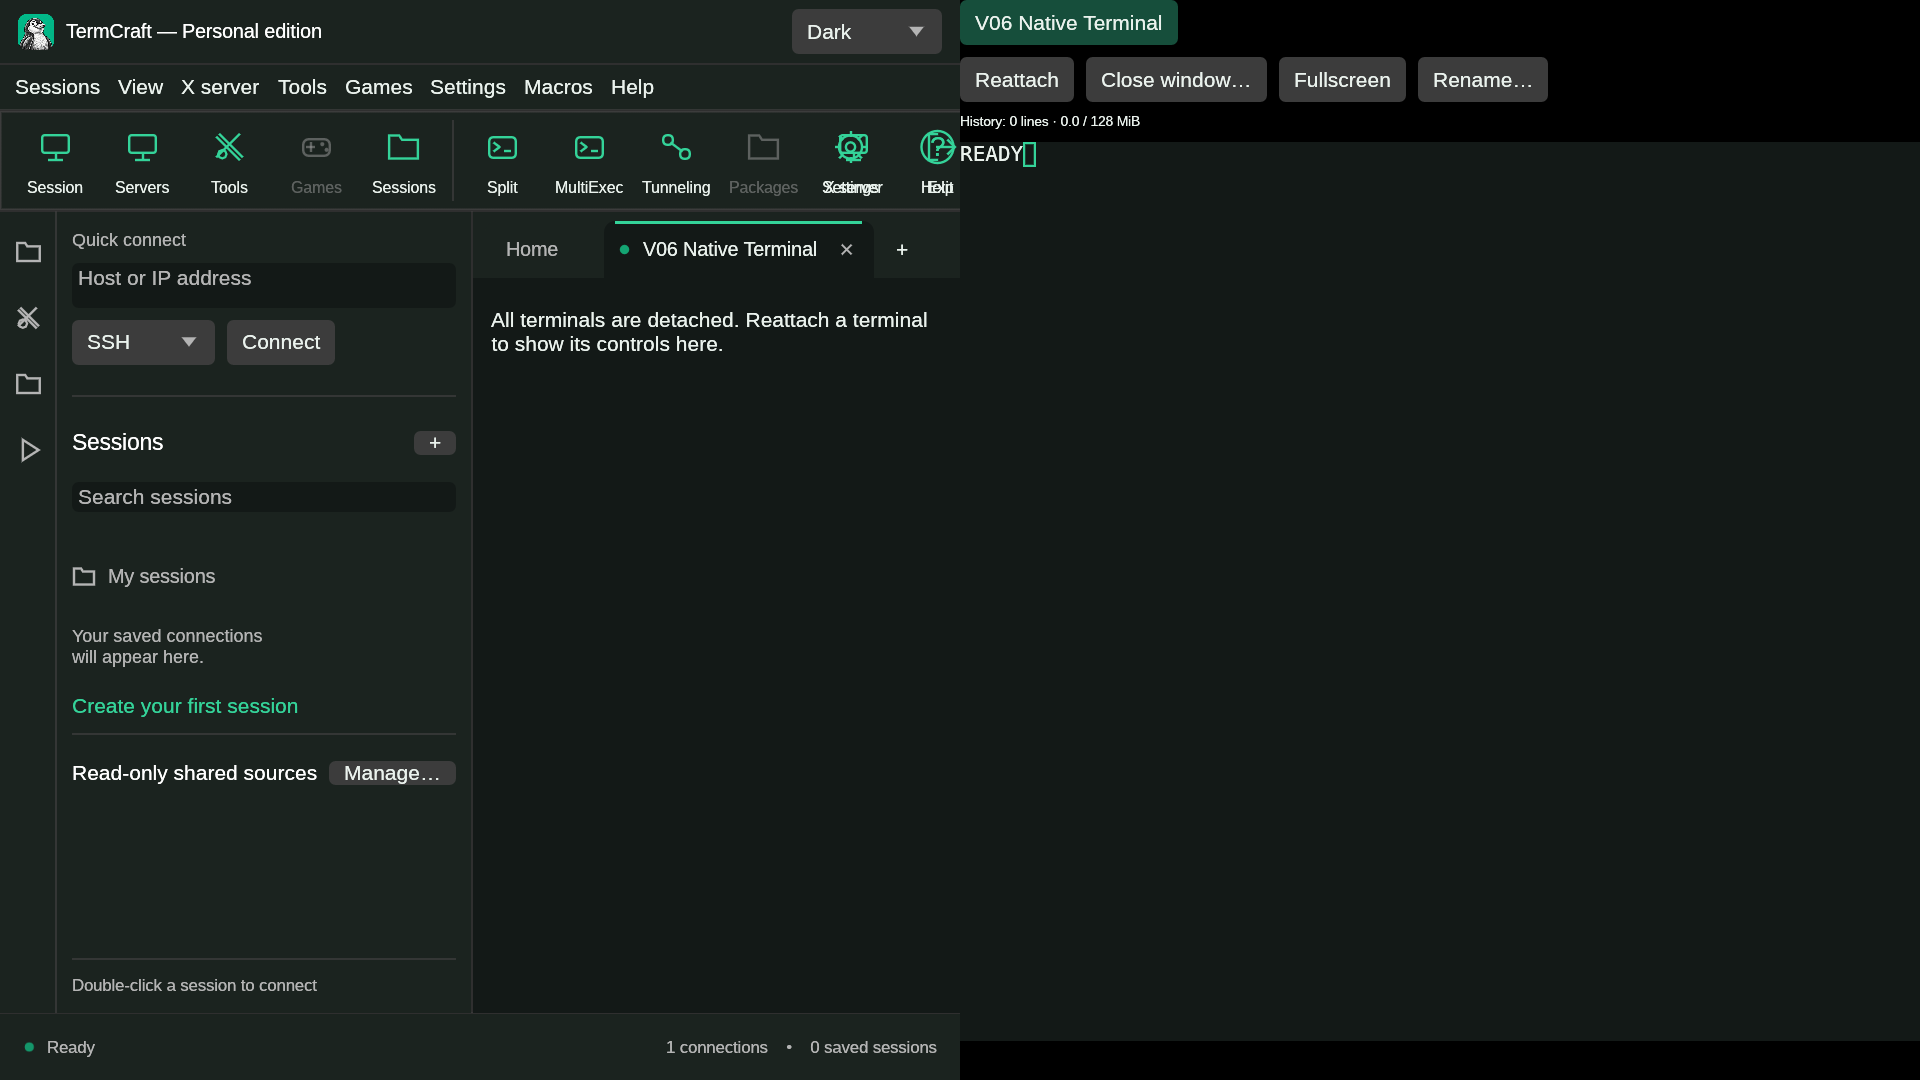 TermCraft — Personal edition
Dark
Sessions View X server Tools Games Settings Macros Help
Session Servers Tools Games Sessions Split MultiExec Tunneling Packages Settings X server Help Exit
Quick connect
Host or IP address
SSH Connect
Sessions +
Search sessions
My sessions
Your saved connections
will appear here.
Create your first session
Read-only shared sources Manage…
Double-click a session to connect
Home V06 Native Terminal ✕ +
All terminals are detached. Reattach a terminal
to show its controls here.
Ready 1 connections • 0 saved sessions
V06 Native Terminal
Reattach Close window… Fullscreen Rename…
History: 0 lines · 0.0 / 128 MiB
READY